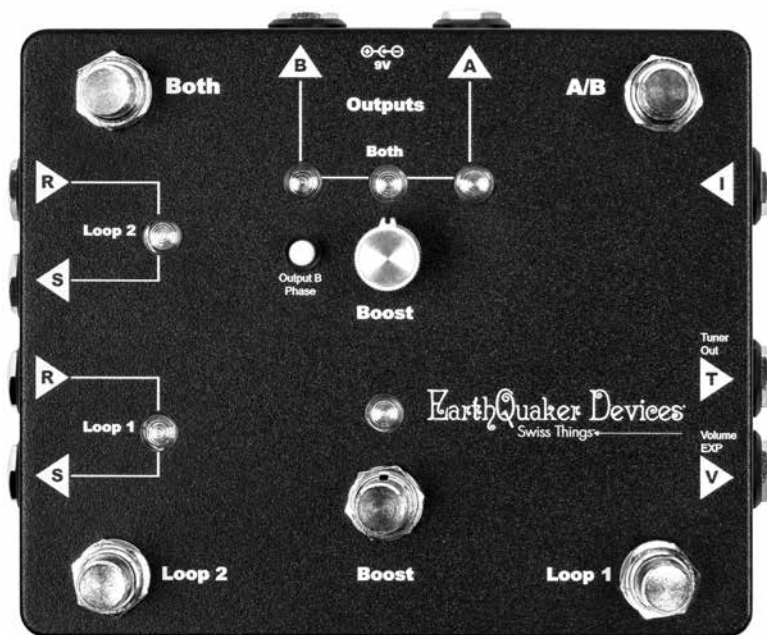 B
9V
A
Both
Outputs
A/B
Both
R
I
Loop 2
S
Output B
Phase
Boost
Tuner
Out
R
T
EarthQuaker Devices
Swiss Things
Loop 1
Volume
EXP
S
V
Loop 2
Boost
Loop 1